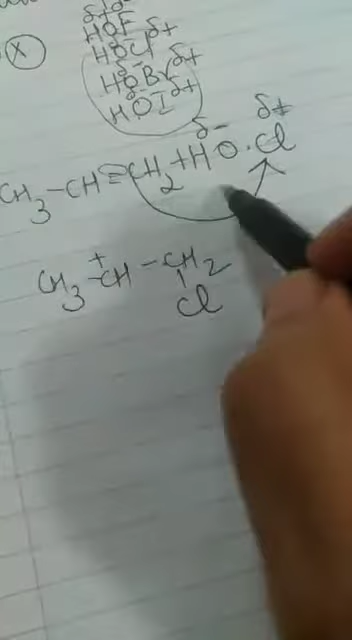 δ+ δ-
HOF
(X)
δ- δ+
HOCl
δ- δ+
HOBr
δ- δ+
HOI
δ- δ+
CH3-CH=CH2+HO.Cl
CH3-CH+-CH2
Cl